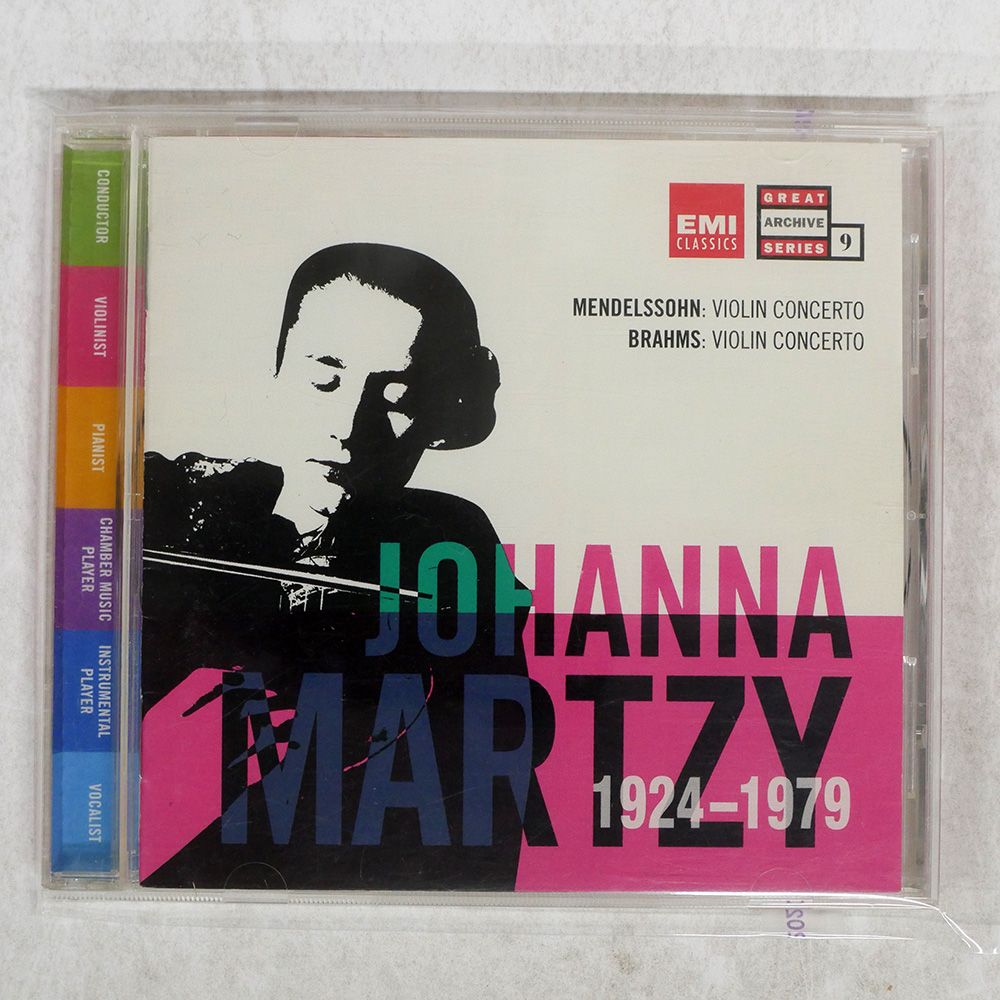 CONDUCTOR
VIOLINIST
PIANIST
CHAMBER MUSIC
PLAYER
INSTRUMENTAL
PLAYER
VOCALIST
EMI
CLASSICS
GREAT
ARCHIVE
SERIES 9
MENDELSSOHN: VIOLIN CONCERTO
BRAHMS: VIOLIN CONCERTO
JOHANNA
MARTZY
1924–1979